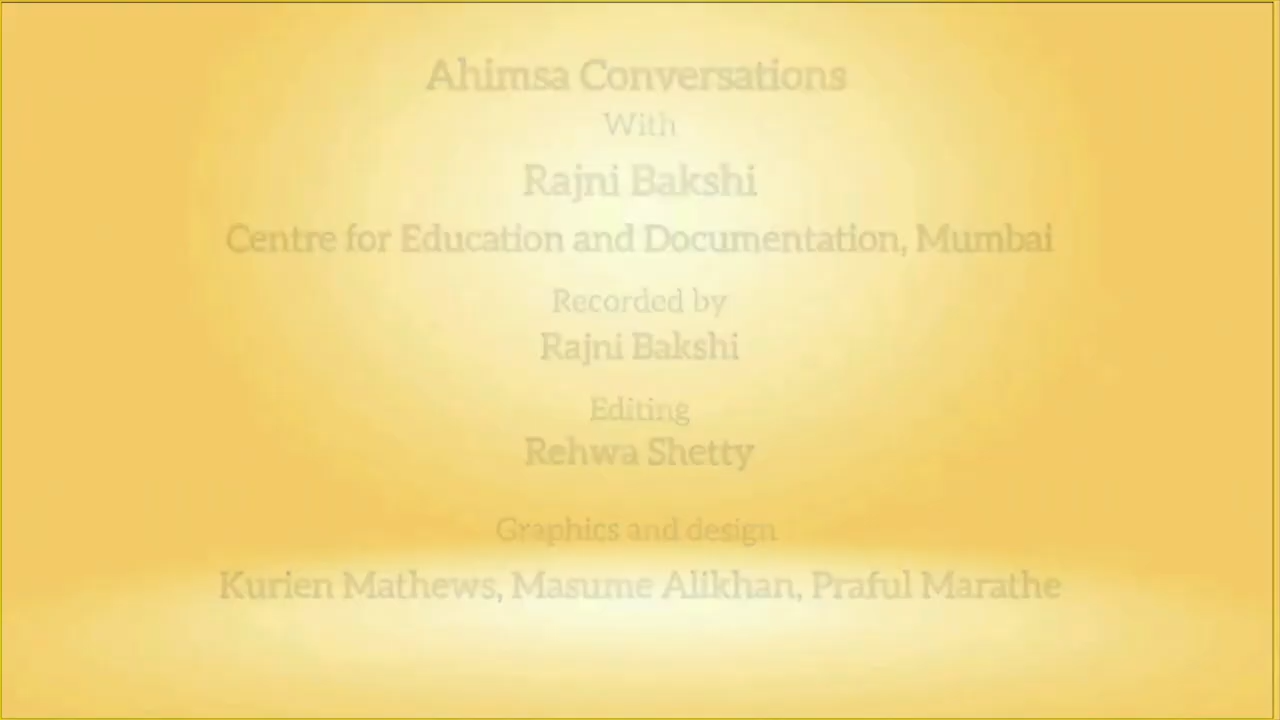 Ahimsa Conversations
With
Rajni Bakshi
Centre for Education and Documentation, Mumbai
Recorded by
Rajni Bakshi
Editing
Rehwa Shetty
Graphics and design
Kurien Mathews, Masume Alikhan, Praful Marathe